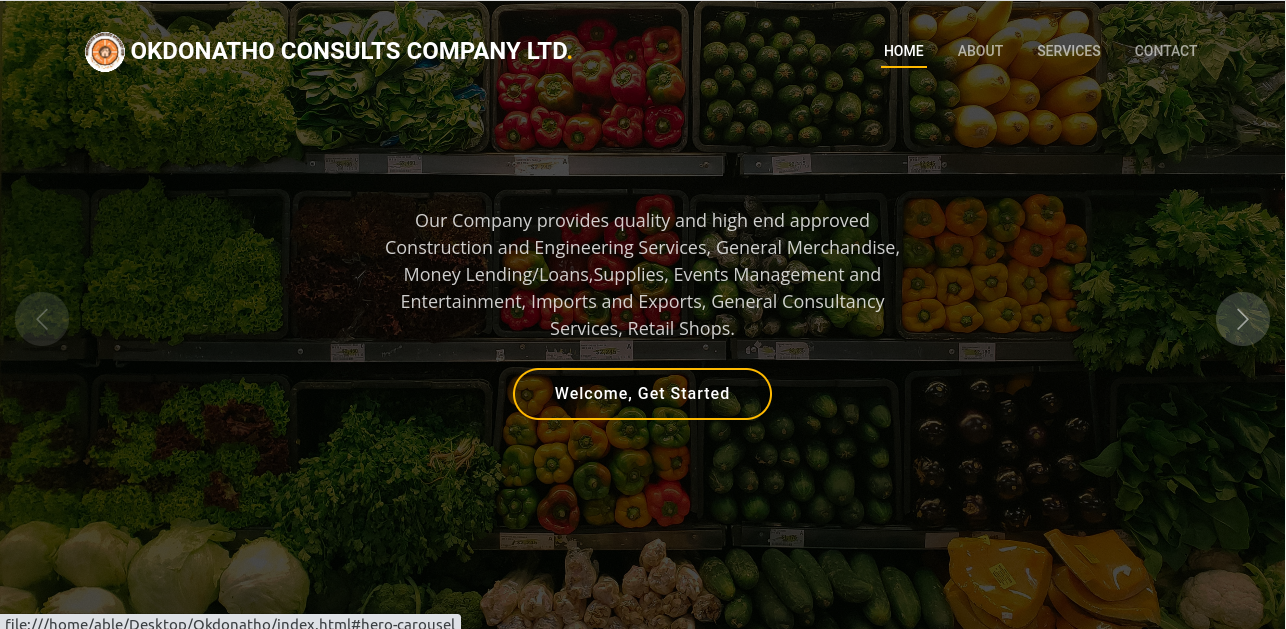 OKDONATHO CONSULTS COMPANY LTD.
HOME ABOUT SERVICES CONTACT
Our Company provides quality and high end approved
Construction and Engineering Services, General Merchandise,
Money Lending/Loans,Supplies, Events Management and
Entertainment, Imports and Exports, General Consultancy
Services, Retail Shops.
Welcome, Get Started
file:///home/able/Desktop/Okdonatho/index.html#hero-carousel